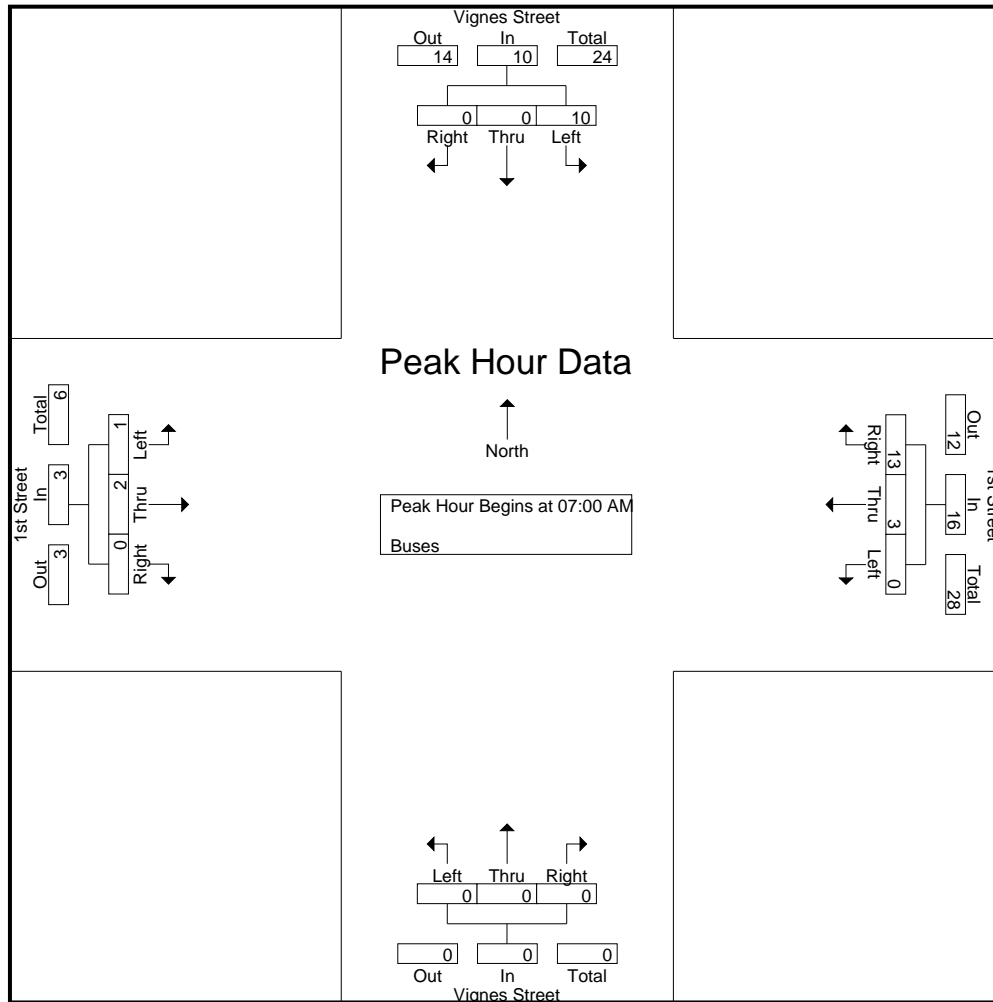 Vignes Street
Out In Total
14 10 24
0 0 10
Right Thru Left
Peak Hour Data
North
Peak Hour Begins at 07:00 AM
Buses
1st Street
Total In Out
6 3 3
1 2 0
Left Thru Right
1st Street
Out In Total
12 16 28
13 3 0
Right Thru Left
Left Thru Right
0 0 0
0 0 0
Out In Total
Vignes Street